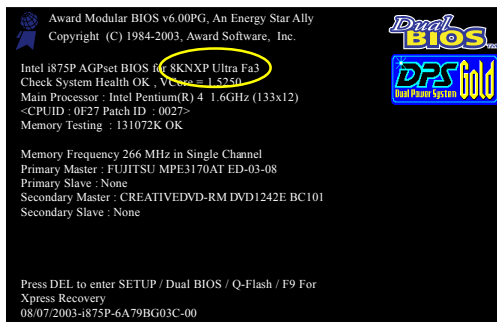 Award Modular BIOS v6.00PG, An Energy Star Ally
Copyright (C) 1984-2003, Award Software, Inc.
Dual
BIOS
Intel i875P AGPset BIOS for 8KNXP Ultra Fa3
Check System Health OK , VCore = 1.5250
Main Processor : Intel Pentium(R) 4 1.6GHz (133x12)
<CPUID : 0F27 Patch ID : 0027>
Memory Testing : 131072K OK
DPS Gold
Dual Power System
Memory Frequency 266 MHz in Single Channel
Primary Master : FUJITSU MPE3170AT ED-03-08
Primary Slave : None
Secondary Master : CREATIVEDVD-RM DVD1242E BC101
Secondary Slave : None
Press DEL to enter SETUP / Dual BIOS / Q-Flash / F9 For
Xpress Recovery
08/07/2003-i875P-6A79BG03C-00